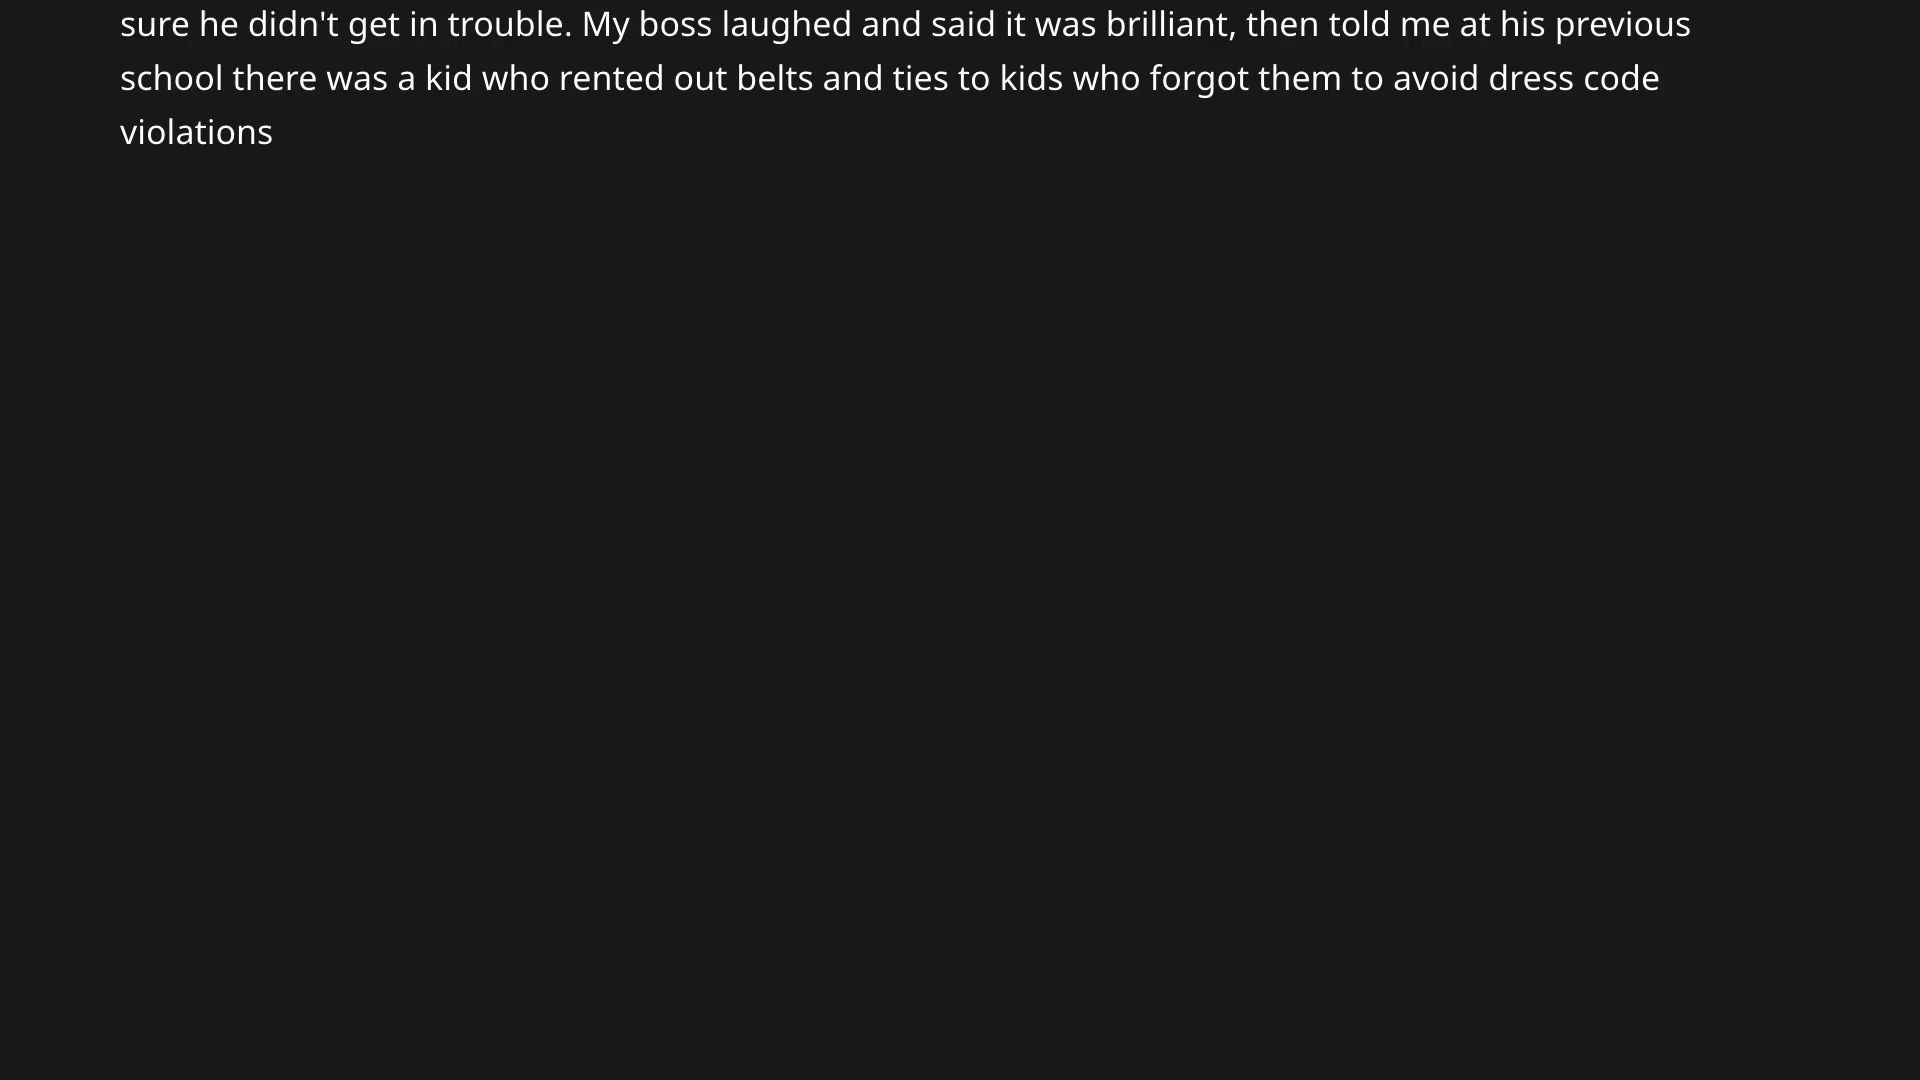 sure he didn't get in trouble. My boss laughed and said it was brilliant, then told me at his previous
school there was a kid who rented out belts and ties to kids who forgot them to avoid dress code
violations